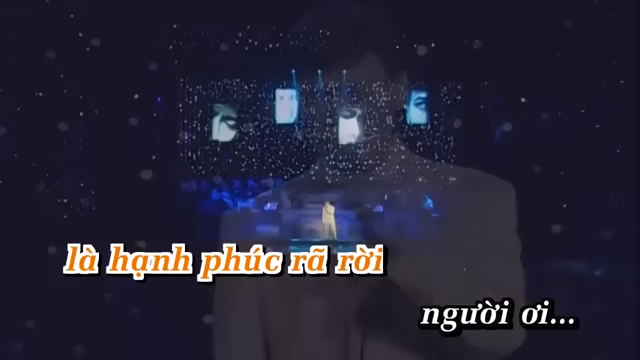 là hạnh phúc rã rời
người ơi...